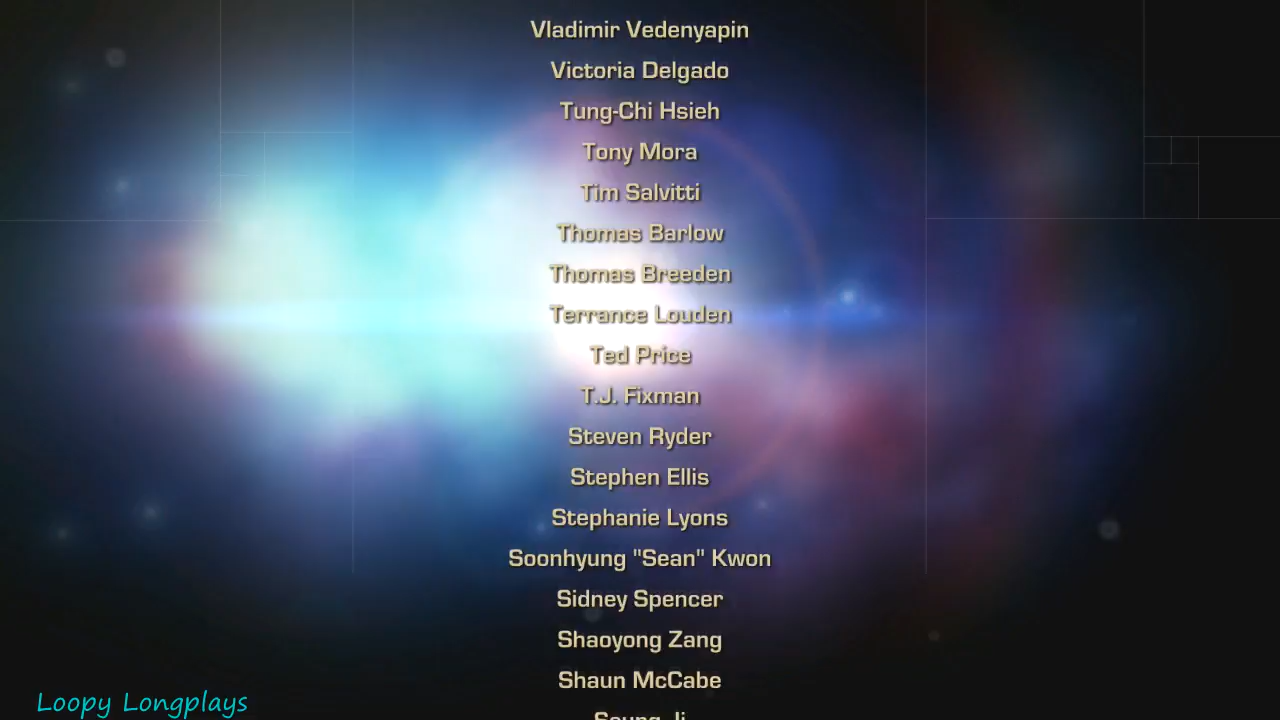 Vladimir Vedenyapin
Victoria Delgado
Tung-Chi Hsieh
Tony Mora
Tim Salvitti
Thomas Barlow
Thomas Breeden
Terrance Louden
Ted Price
T.J. Fixman
Steven Ryder
Stephen Ellis
Stephanie Lyons
Soonhyung "Sean" Kwon
Sidney Spencer
Shaoyong Zang
Shaun McCabe
Loopy Longplays